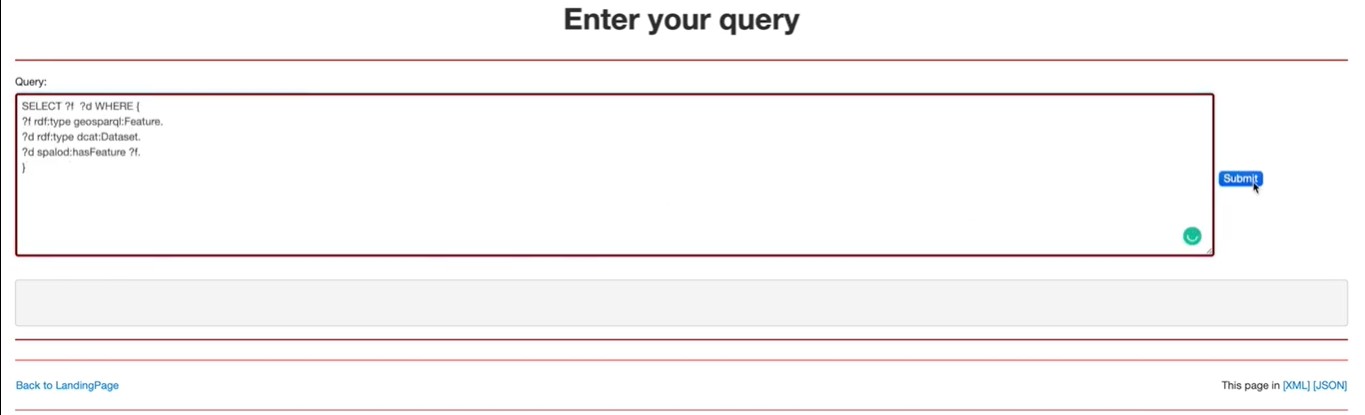 Enter your query
Query:
SELECT ?f ?d WHERE {
?f rdf:type geosparql:Feature.
?d rdf:type dcat:Dataset.
?d spalod:hasFeature ?f.
}
Submit
Back to LandingPage
This page in [XML] [JSON]